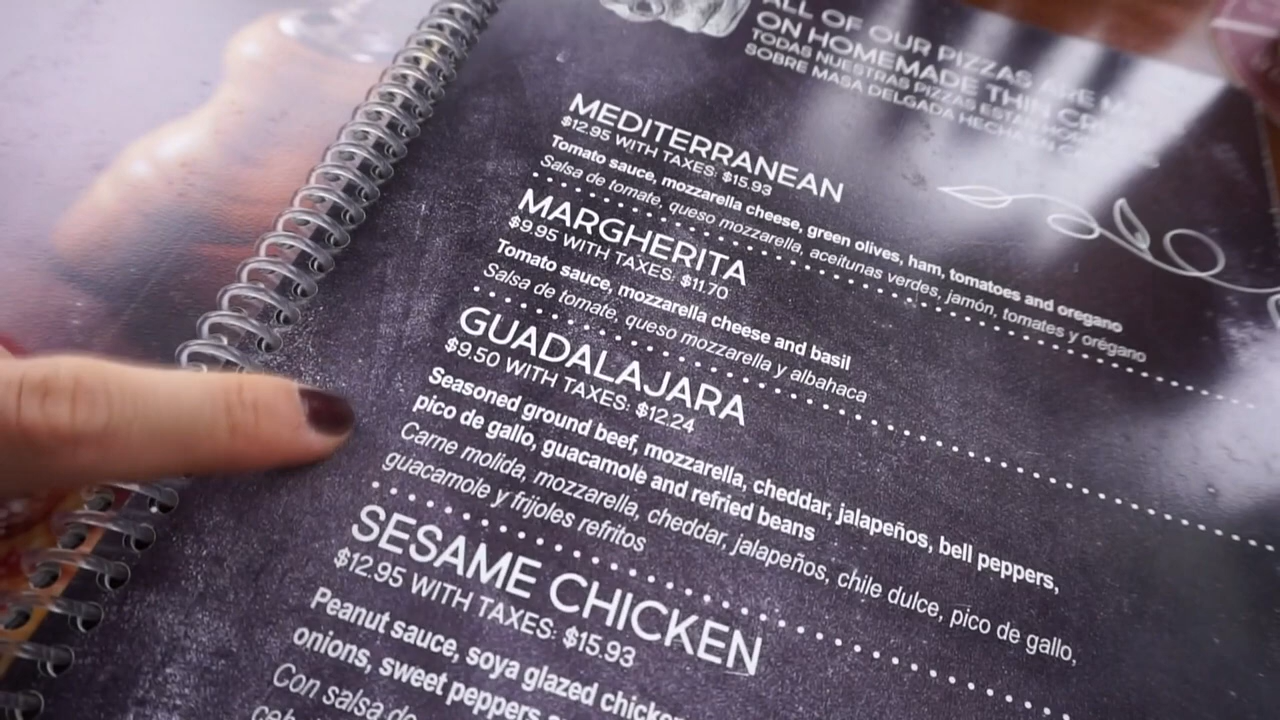 ALL OF OUR PIZZAS ARE
ON HOMEMADE THIN
TODAS NUESTRAS PIZZAS ESTÁN
SOBRE MASA DELGADA HECHA
MEDITERRANEAN
$12.95 WITH TAXES: $15.93
Tomato sauce, mozzarella cheese, green olives, ham, tomatoes and oregano
Salsa de tomate, queso mozzarella, aceitunas verdes, jamón, tomates y orégano
MARGHERITA
$9.95 WITH TAXES: $11.70
Tomato sauce, mozzarella cheese and basil
Salsa de tomate, queso mozzarella y albahaca
GUADALAJARA
$9.50 WITH TAXES: $12.24
Seasoned ground beef, mozzarella, cheddar, jalapeños, bell peppers,
pico de gallo, guacamole and refried beans
Carne molida, mozzarella, cheddar, jalapeños, chile dulce, pico de gallo,
guacamole y frijoles refritos
SESAME CHICKEN
$12.95 WITH TAXES: $15.93
Peanut sauce, soya glazed chicken
onions, sweet peppers
Con salsa de